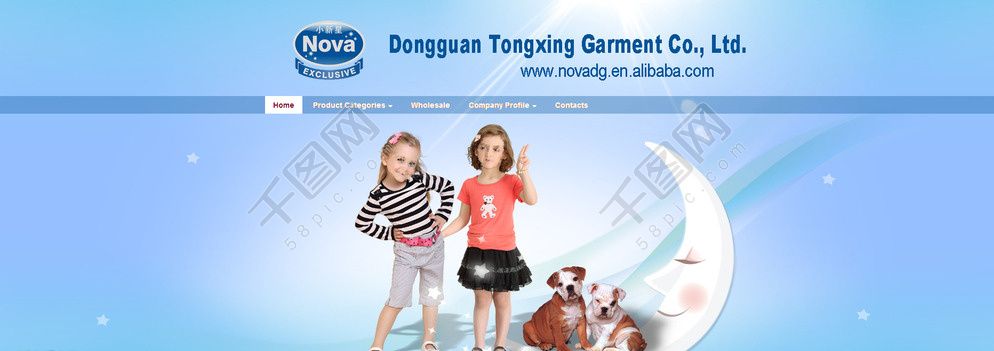 小新星
Nova
EXCLUSIVE
Dongguan Tongxing Garment Co., Ltd.
www.novadg.en.alibaba.com
Home Product Categories Wholesale Company Profile Contacts
千图网
58pic.com
千图网
58pic.com